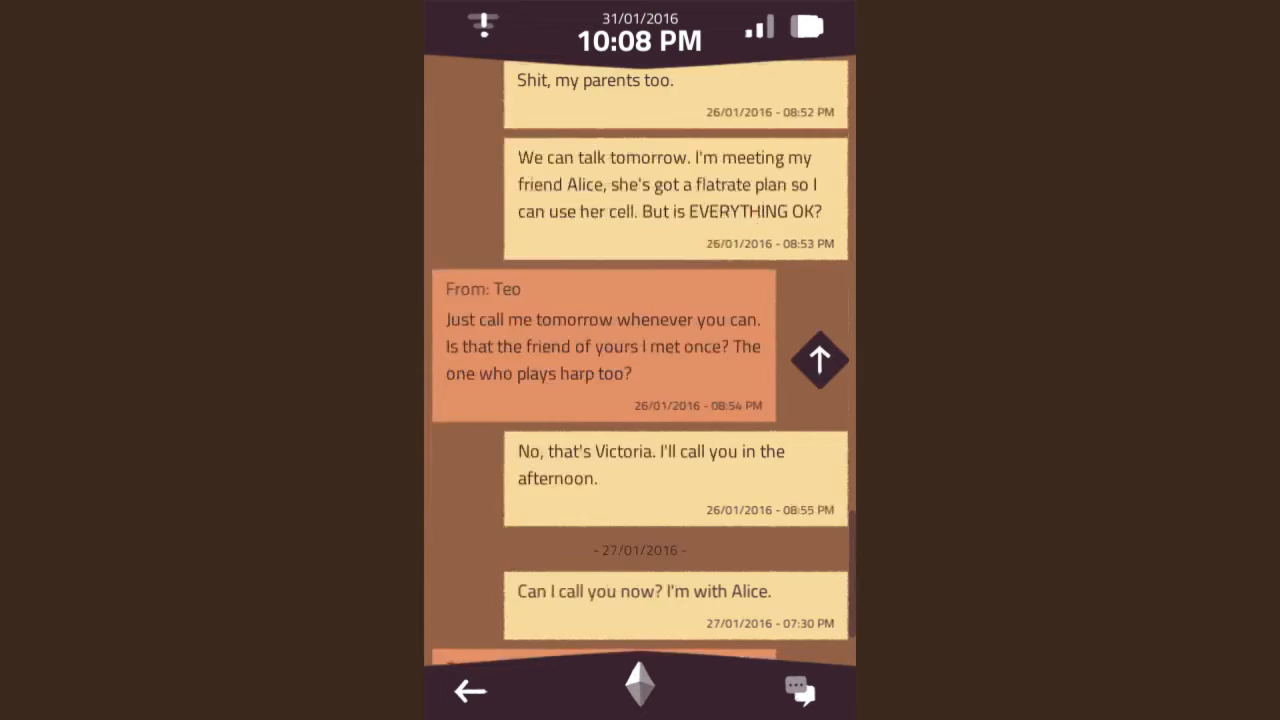 31/01/2016
10:08 PM
Shit, my parents too.
26/01/2016 - 08:52 PM
We can talk tomorrow. I'm meeting my
friend Alice, she's got a flatrate plan so I
can use her cell. But is EVERYTHING OK?
26/01/2016 - 08:53 PM
From: Teo
Just call me tomorrow whenever you can.
Is that the friend of yours I met once? The
one who plays harp too?
26/01/2016 - 08:54 PM
No, that's Victoria. I'll call you in the
afternoon.
26/01/2016 - 08:55 PM
- 27/01/2016 -
Can I call you now? I'm with Alice.
27/01/2016 - 07:30 PM